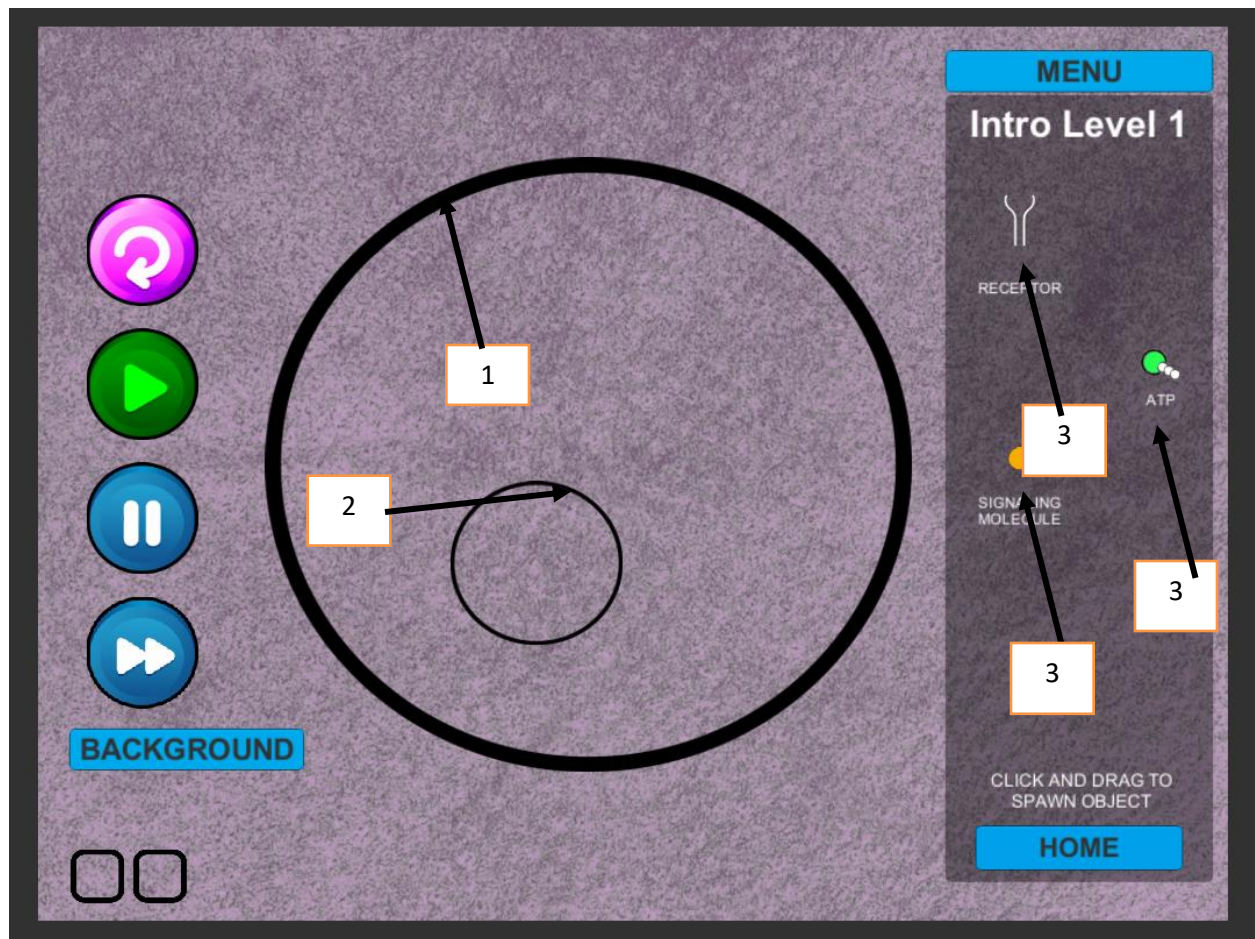 MENU
Intro Level 1
RECEPTOR
1
3
ATP
2
SIGNALING
MOLECULE
3
3
BACKGROUND
CLICK AND DRAG TO
SPAWN OBJECT
HOME